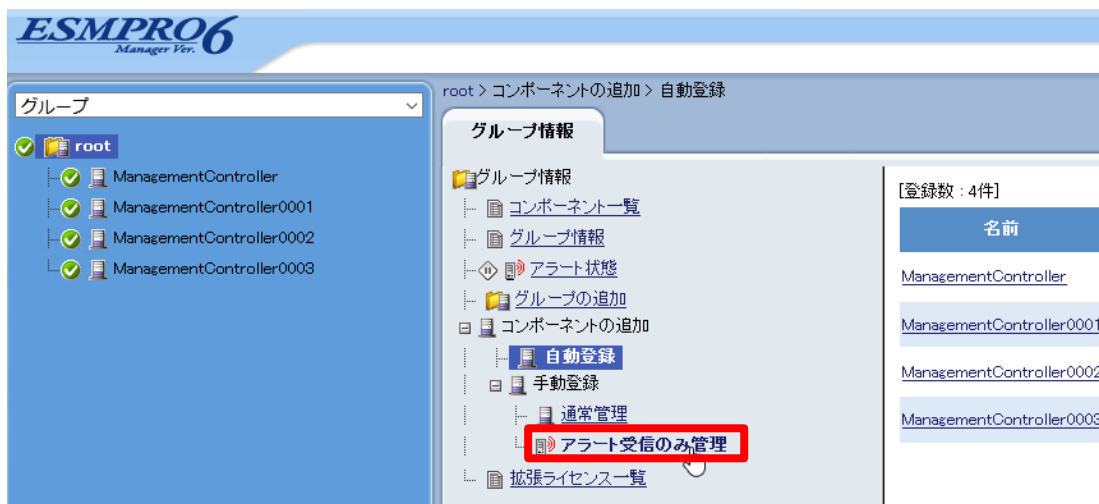 ESMPRO6
Manager Ver.
グループ
root
ManagementController
ManagementController0001
ManagementController0002
ManagementController0003
root > コンポーネントの追加 > 自動登録
グループ情報
グループ情報
コンポーネント一覧
グループ情報
アラート状態
グループの追加
コンポーネントの追加
自動登録
手動登録
通常管理
アラート受信のみ管理
拡張ライセンス一覧
[登録数 : 4件]
名前
ManagementController
ManagementController0001
ManagementController0002
ManagementController0003